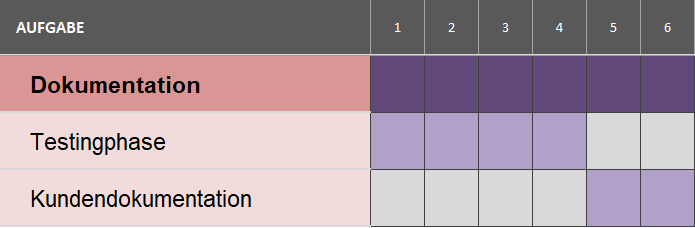 AUFGABE 1 2 3 4 5 6
Dokumentation
Testingphase
Kundendokumentation